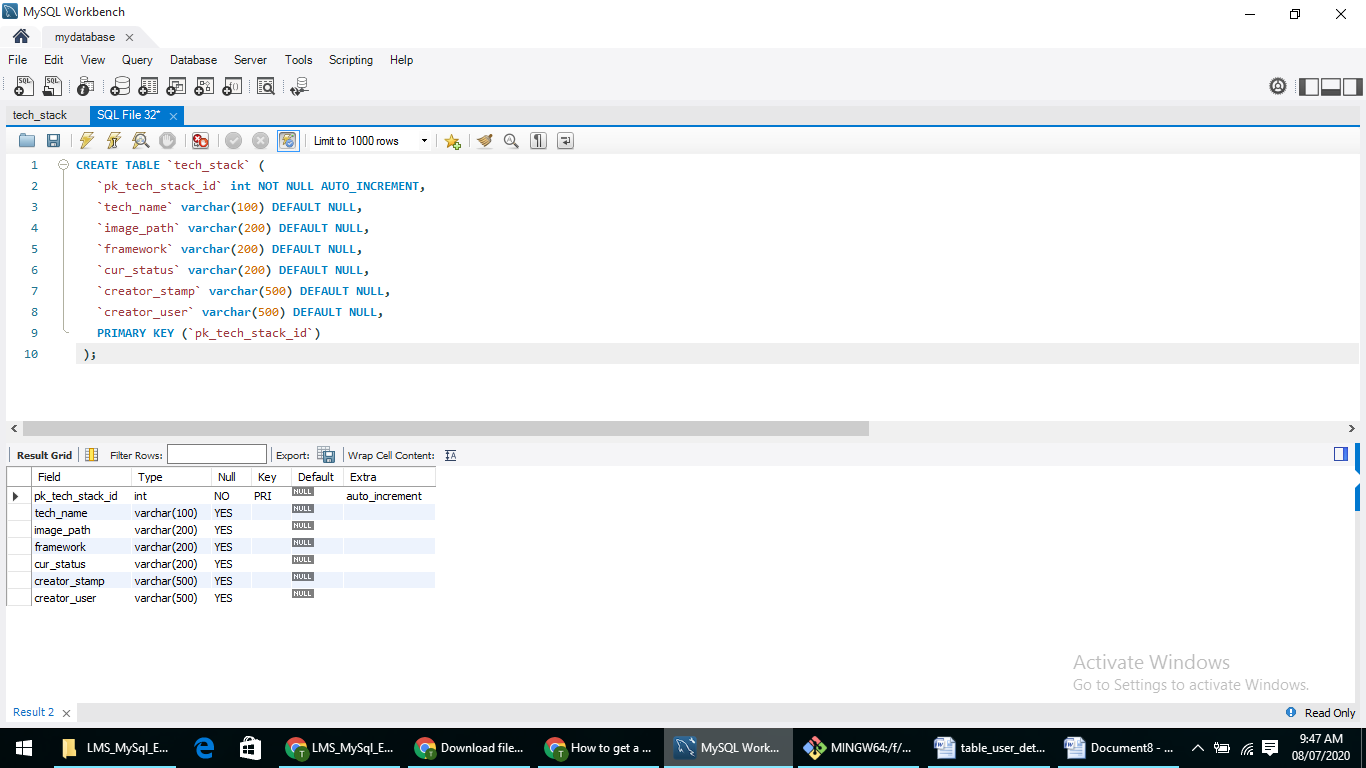 MySQL Workbench
mydatabase
File Edit View Query Database Server Tools Scripting Help
tech_stack SQL File 32*
Limit to 1000 rows
1 CREATE TABLE `tech_stack` (
2 `pk_tech_stack_id` int NOT NULL AUTO_INCREMENT,
3 `tech_name` varchar(100) DEFAULT NULL,
4 `image_path` varchar(200) DEFAULT NULL,
5 `framework` varchar(200) DEFAULT NULL,
6 `cur_status` varchar(200) DEFAULT NULL,
7 `creator_stamp` varchar(500) DEFAULT NULL,
8 `creator_user` varchar(500) DEFAULT NULL,
9 PRIMARY KEY (`pk_tech_stack_id`)
10 );
Result Grid Filter Rows: Export: Wrap Cell Content:
Field Type Null Key Default Extra
pk_tech_stack_id int NO PRI NULL auto_increment
tech_name varchar(100) YES NULL
image_path varchar(200) YES NULL
framework varchar(200) YES NULL
cur_status varchar(200) YES NULL
creator_stamp varchar(500) YES NULL
creator_user varchar(500) YES NULL
Activate Windows
Go to Settings to activate Windows.
Result 2 Read Only
LMS_MySql_E... LMS_MySql_E... Download file... How to get a ... MySQL Work... MINGW64:/f/... table_user_det... Document8 - ... 9:47 AM
08/07/2020